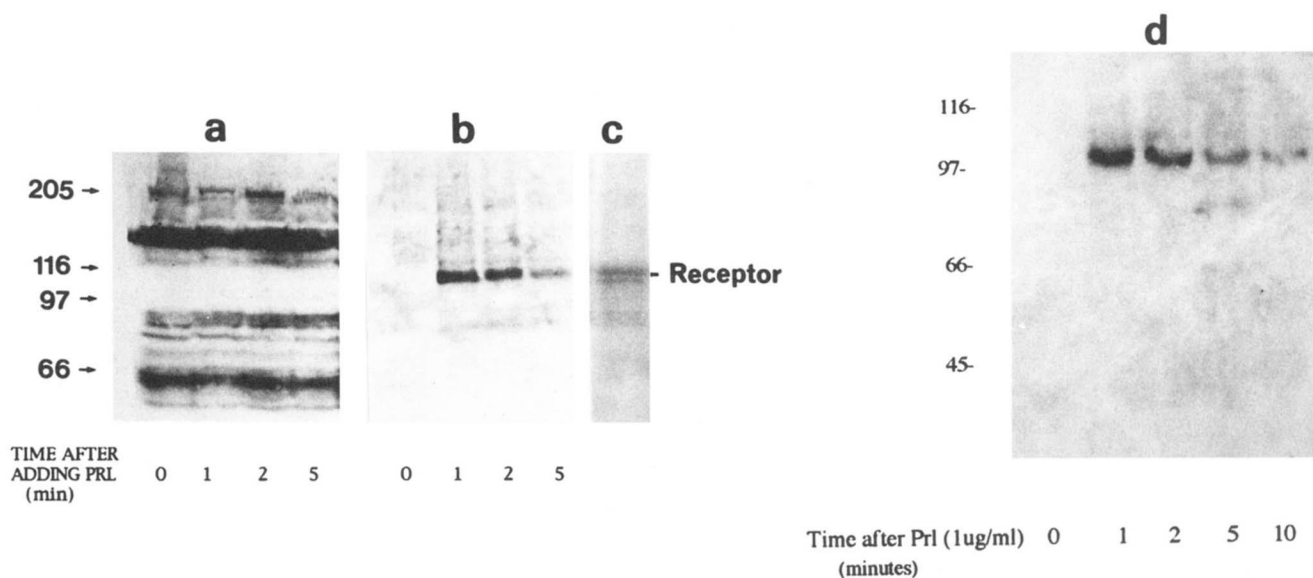 a
b
c
d
205
116
97
66
- Receptor
116-
97-
66-
45-
TIME AFTER
ADDING PRL 0 1 2 5 0 1 2 5
(min)
Time after Prl (1ug/ml) 0 1 2 5 10
(minutes)